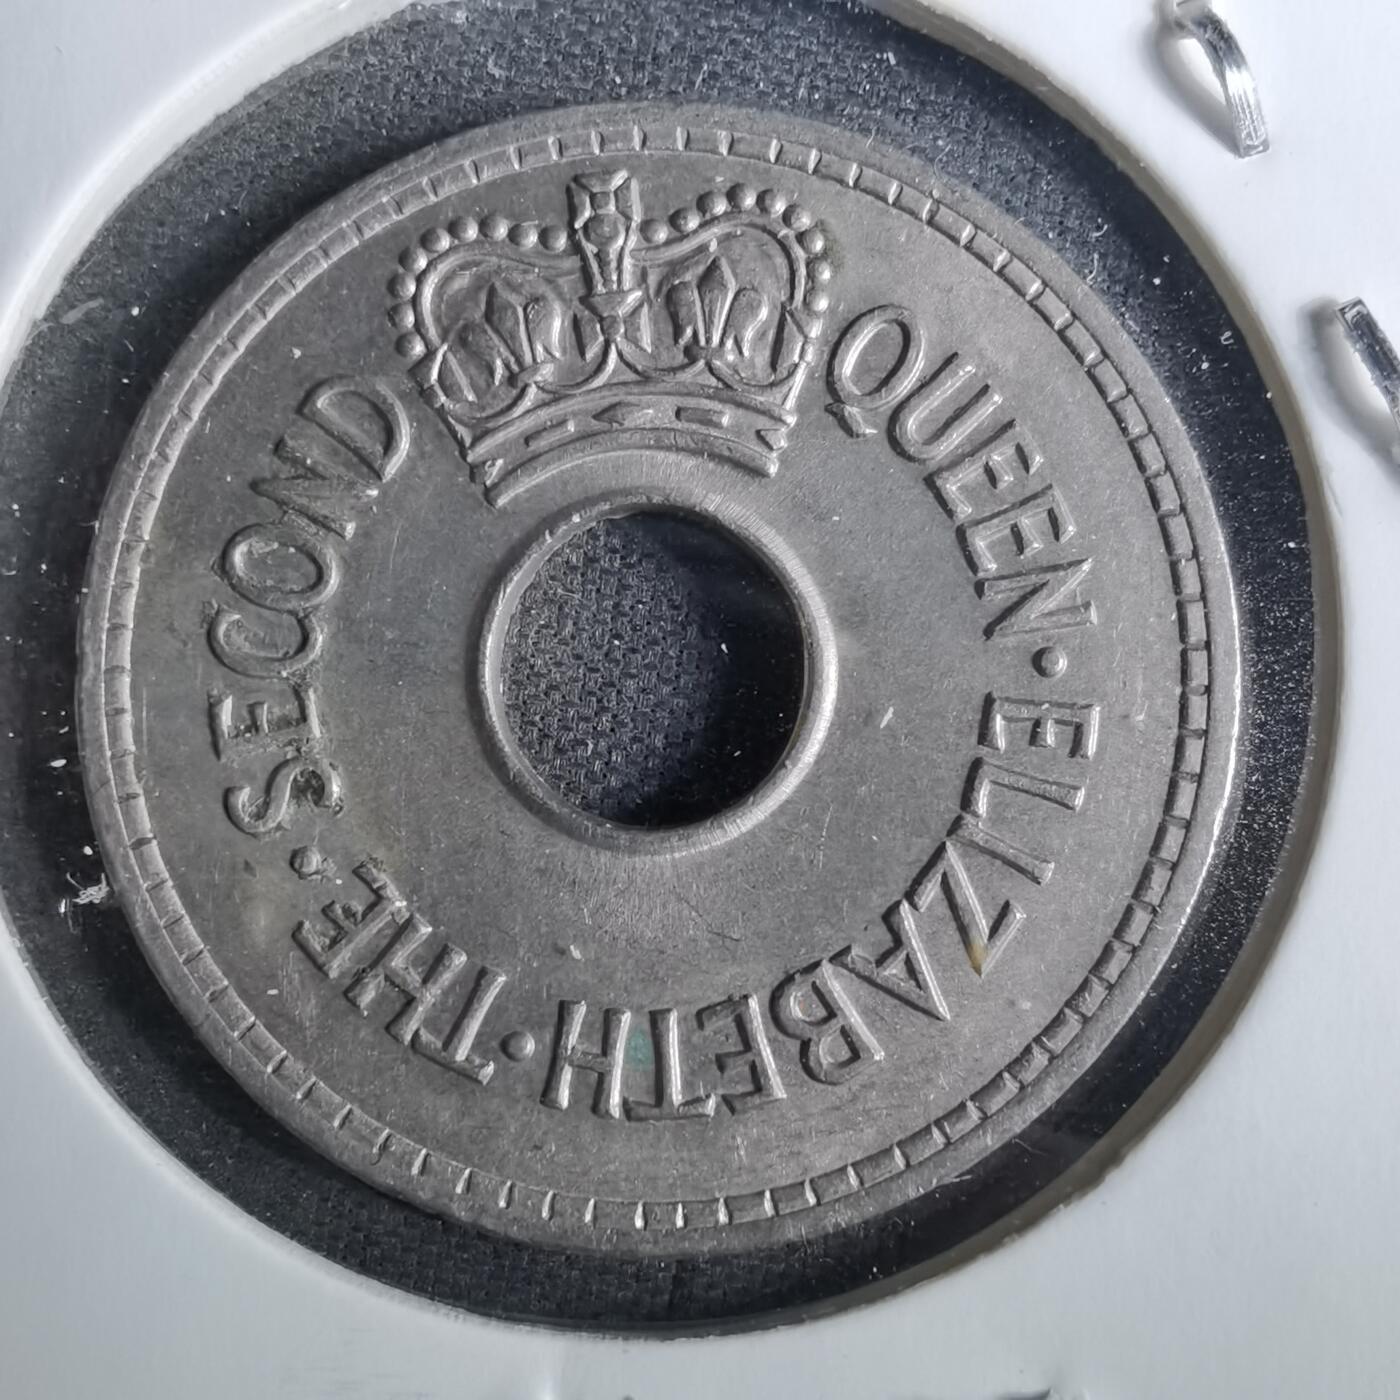 QUEEN · ELIZABETH · THE · SECOND